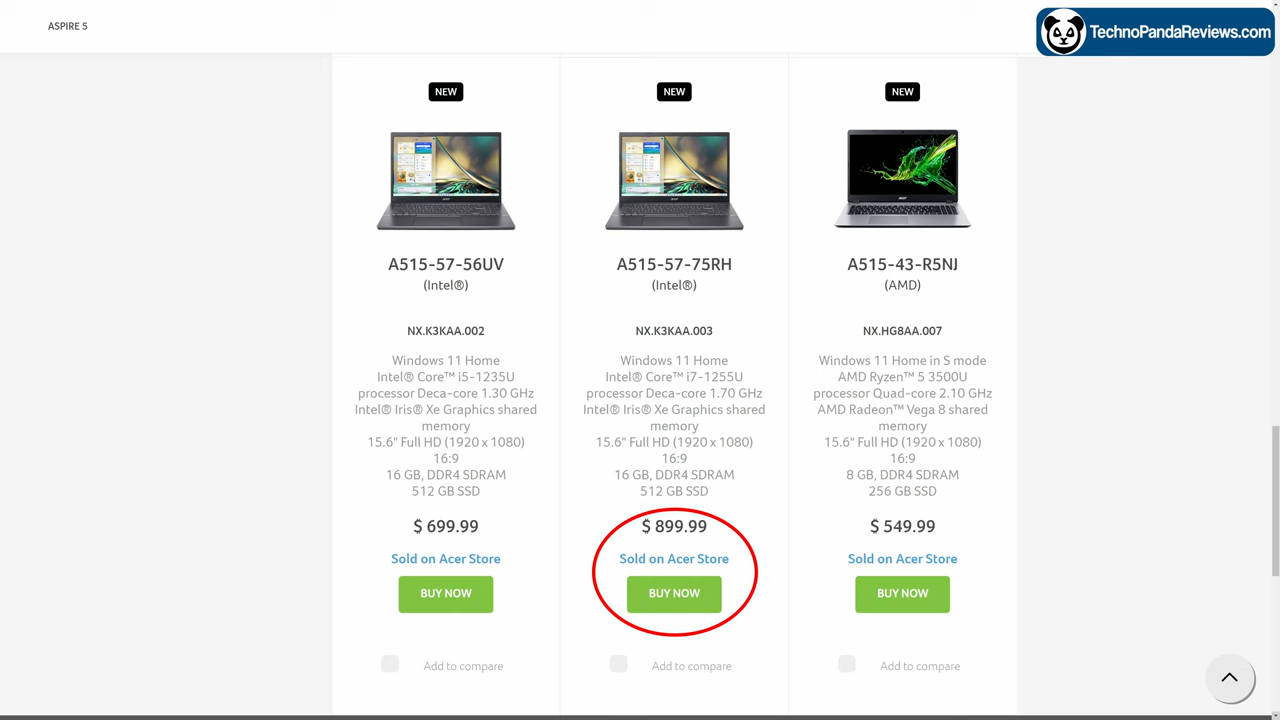 ASPIRE 5
TechnoPandaReviews.com
NEW
A515-57-56UV
(Intel®)
NX.K3KAA.002
Windows 11 Home
Intel® Core™ i5-1235U
processor Deca-core 1.30 GHz
Intel® Iris® Xe Graphics shared
memory
15.6" Full HD (1920 x 1080)
16:9
16 GB, DDR4 SDRAM
512 GB SSD
$ 699.99
Sold on Acer Store
BUY NOW
Add to compare
NEW
A515-57-75RH
(Intel®)
NX.K3KAA.003
Windows 11 Home
Intel® Core™ i7-1255U
processor Deca-core 1.70 GHz
Intel® Iris® Xe Graphics shared
memory
15.6" Full HD (1920 x 1080)
16:9
16 GB, DDR4 SDRAM
512 GB SSD
$ 899.99
Sold on Acer Store
BUY NOW
Add to compare
NEW
A515-43-R5NJ
(AMD)
NX.HG8AA.007
Windows 11 Home in S mode
AMD Ryzen™ 5 3500U
processor Quad-core 2.10 GHz
AMD Radeon™ Vega 8 shared
memory
15.6" Full HD (1920 x 1080)
16:9
8 GB, DDR4 SDRAM
256 GB SSD
$ 549.99
Sold on Acer Store
BUY NOW
Add to compare